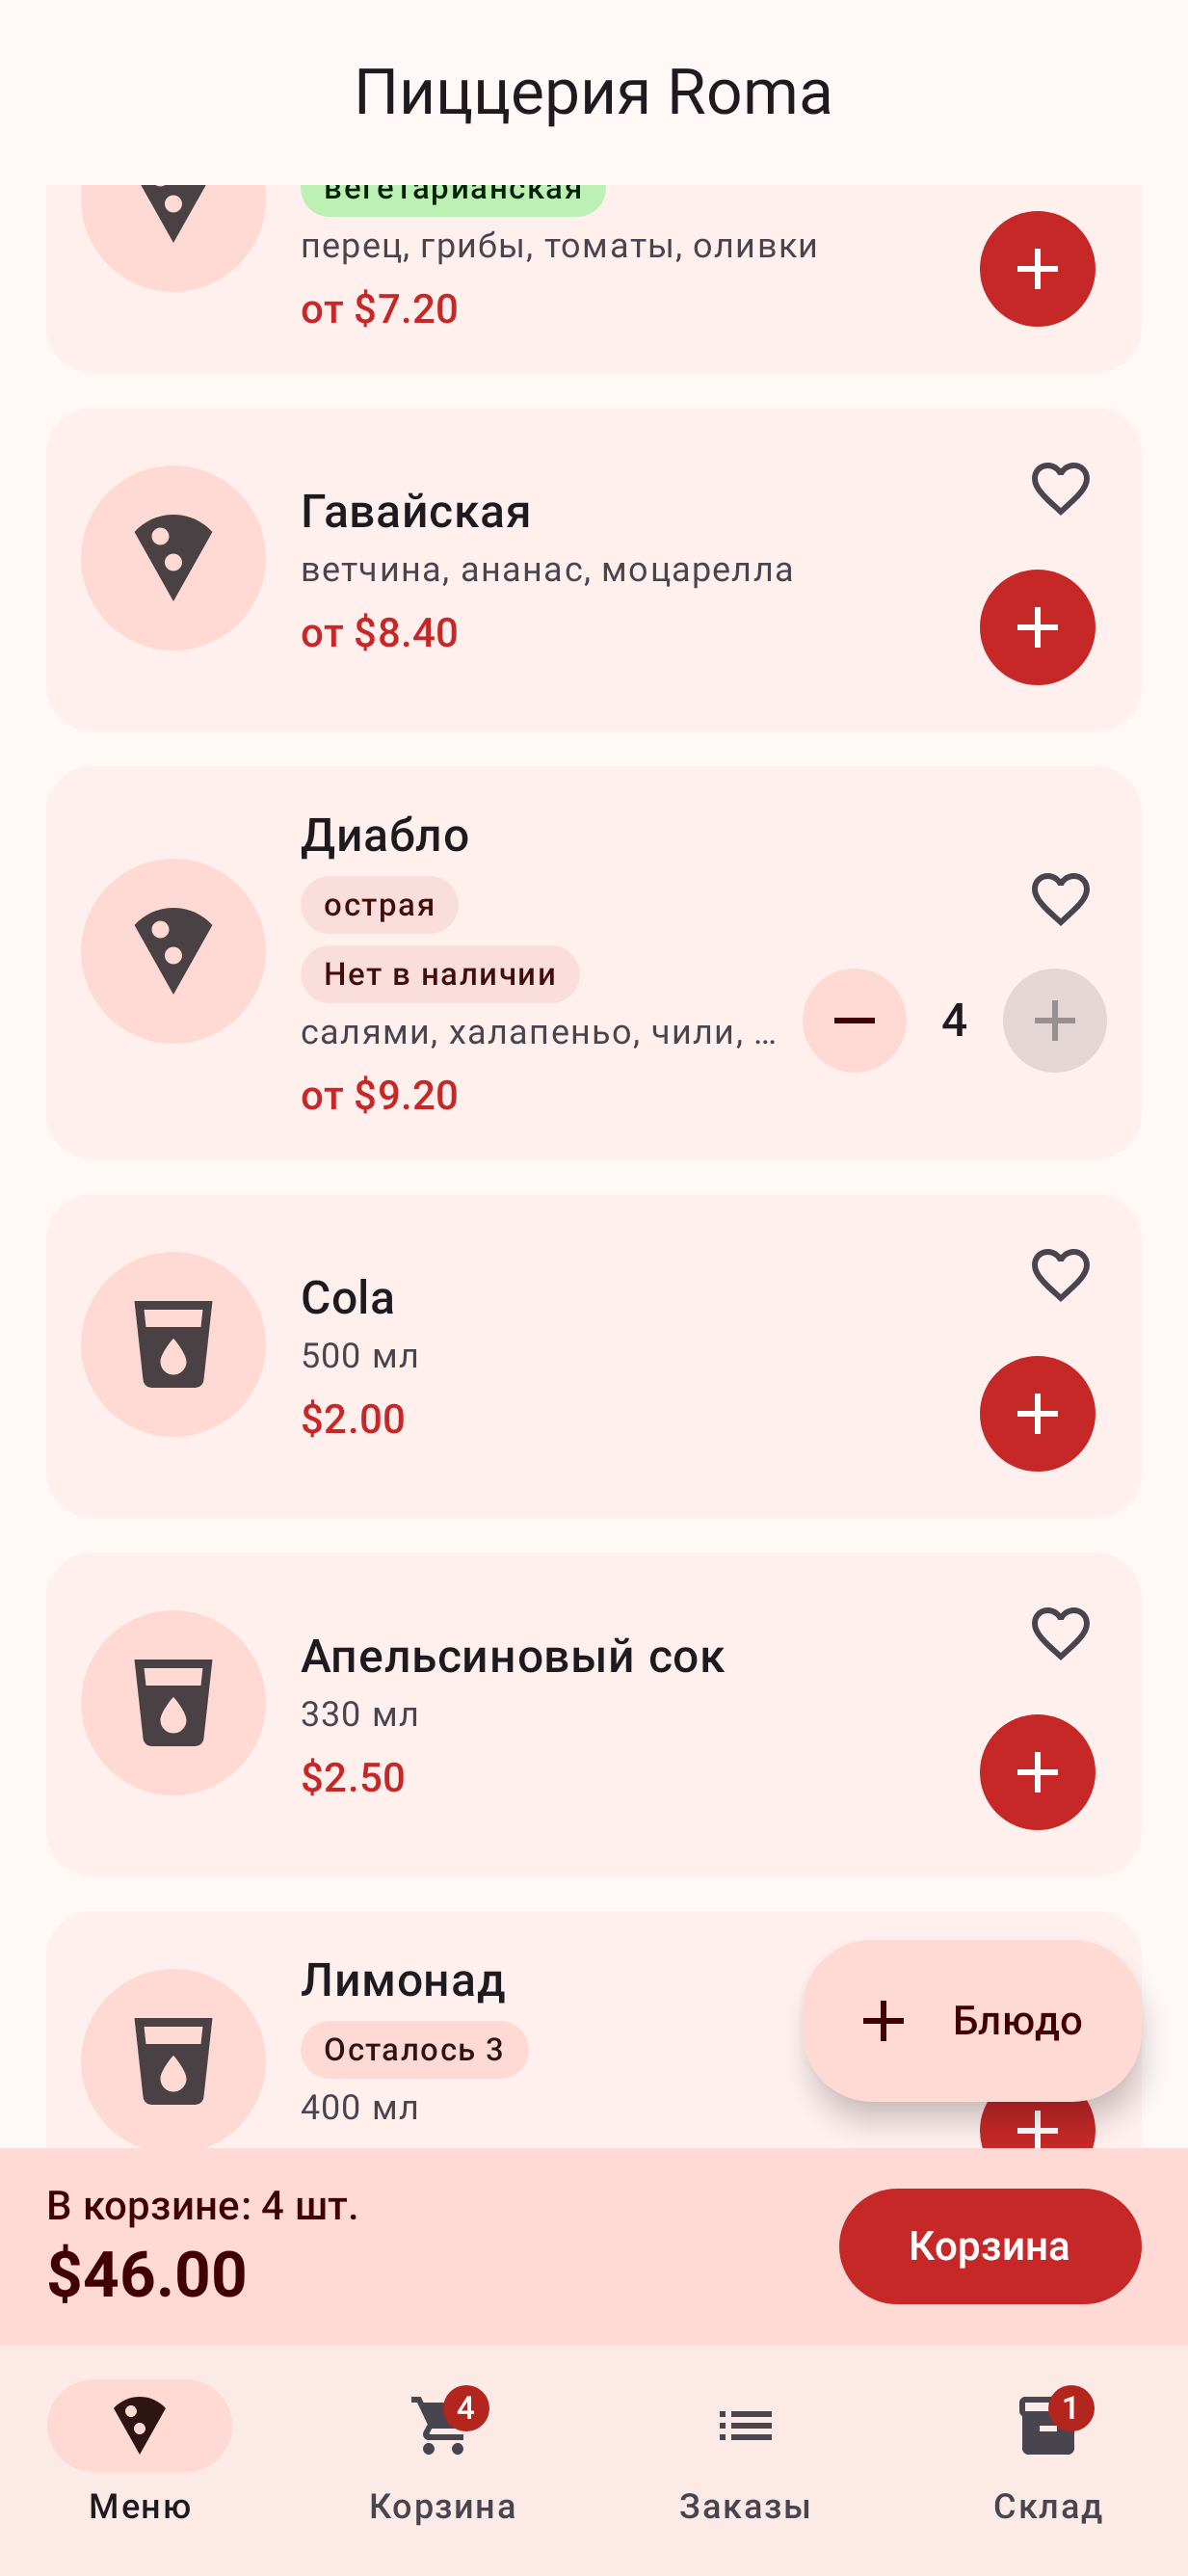 Пиццерия Roma
вегетарианская
перец, грибы, томаты, оливки
от $7.20
Гавайская
ветчина, ананас, моцарелла
от $8.40
Диабло
острая
Нет в наличии
салями, халапеньо, чили, ...
4
от $9.20
Cola
500 мл
$2.00
Апельсиновый сок
330 мл
$2.50
Лимонад
Осталось 3
400 мл
Блюдо
В корзине: 4 шт.
$46.00
Корзина
4
1
Меню
Корзина
Заказы
Склад